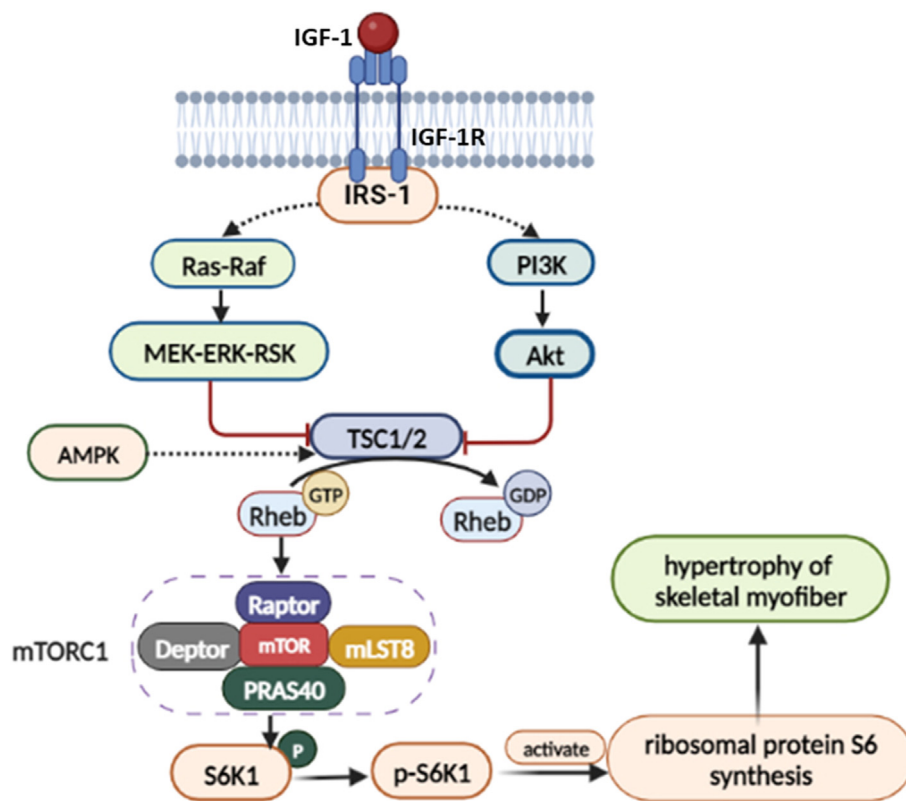 IGF-1
IGF-1R
IRS-1
Ras-Raf
PI3K
MEK-ERK-RSK
Akt
TSC1/2
AMPK
GTP
Rheb
GDP
Rheb
hypertrophy of
skeletal myofiber
Raptor
mTORC1
Deptor
mTOR
mLST8
PRAS40
P
S6K1
p-S6K1
activate
ribosomal protein S6
synthesis